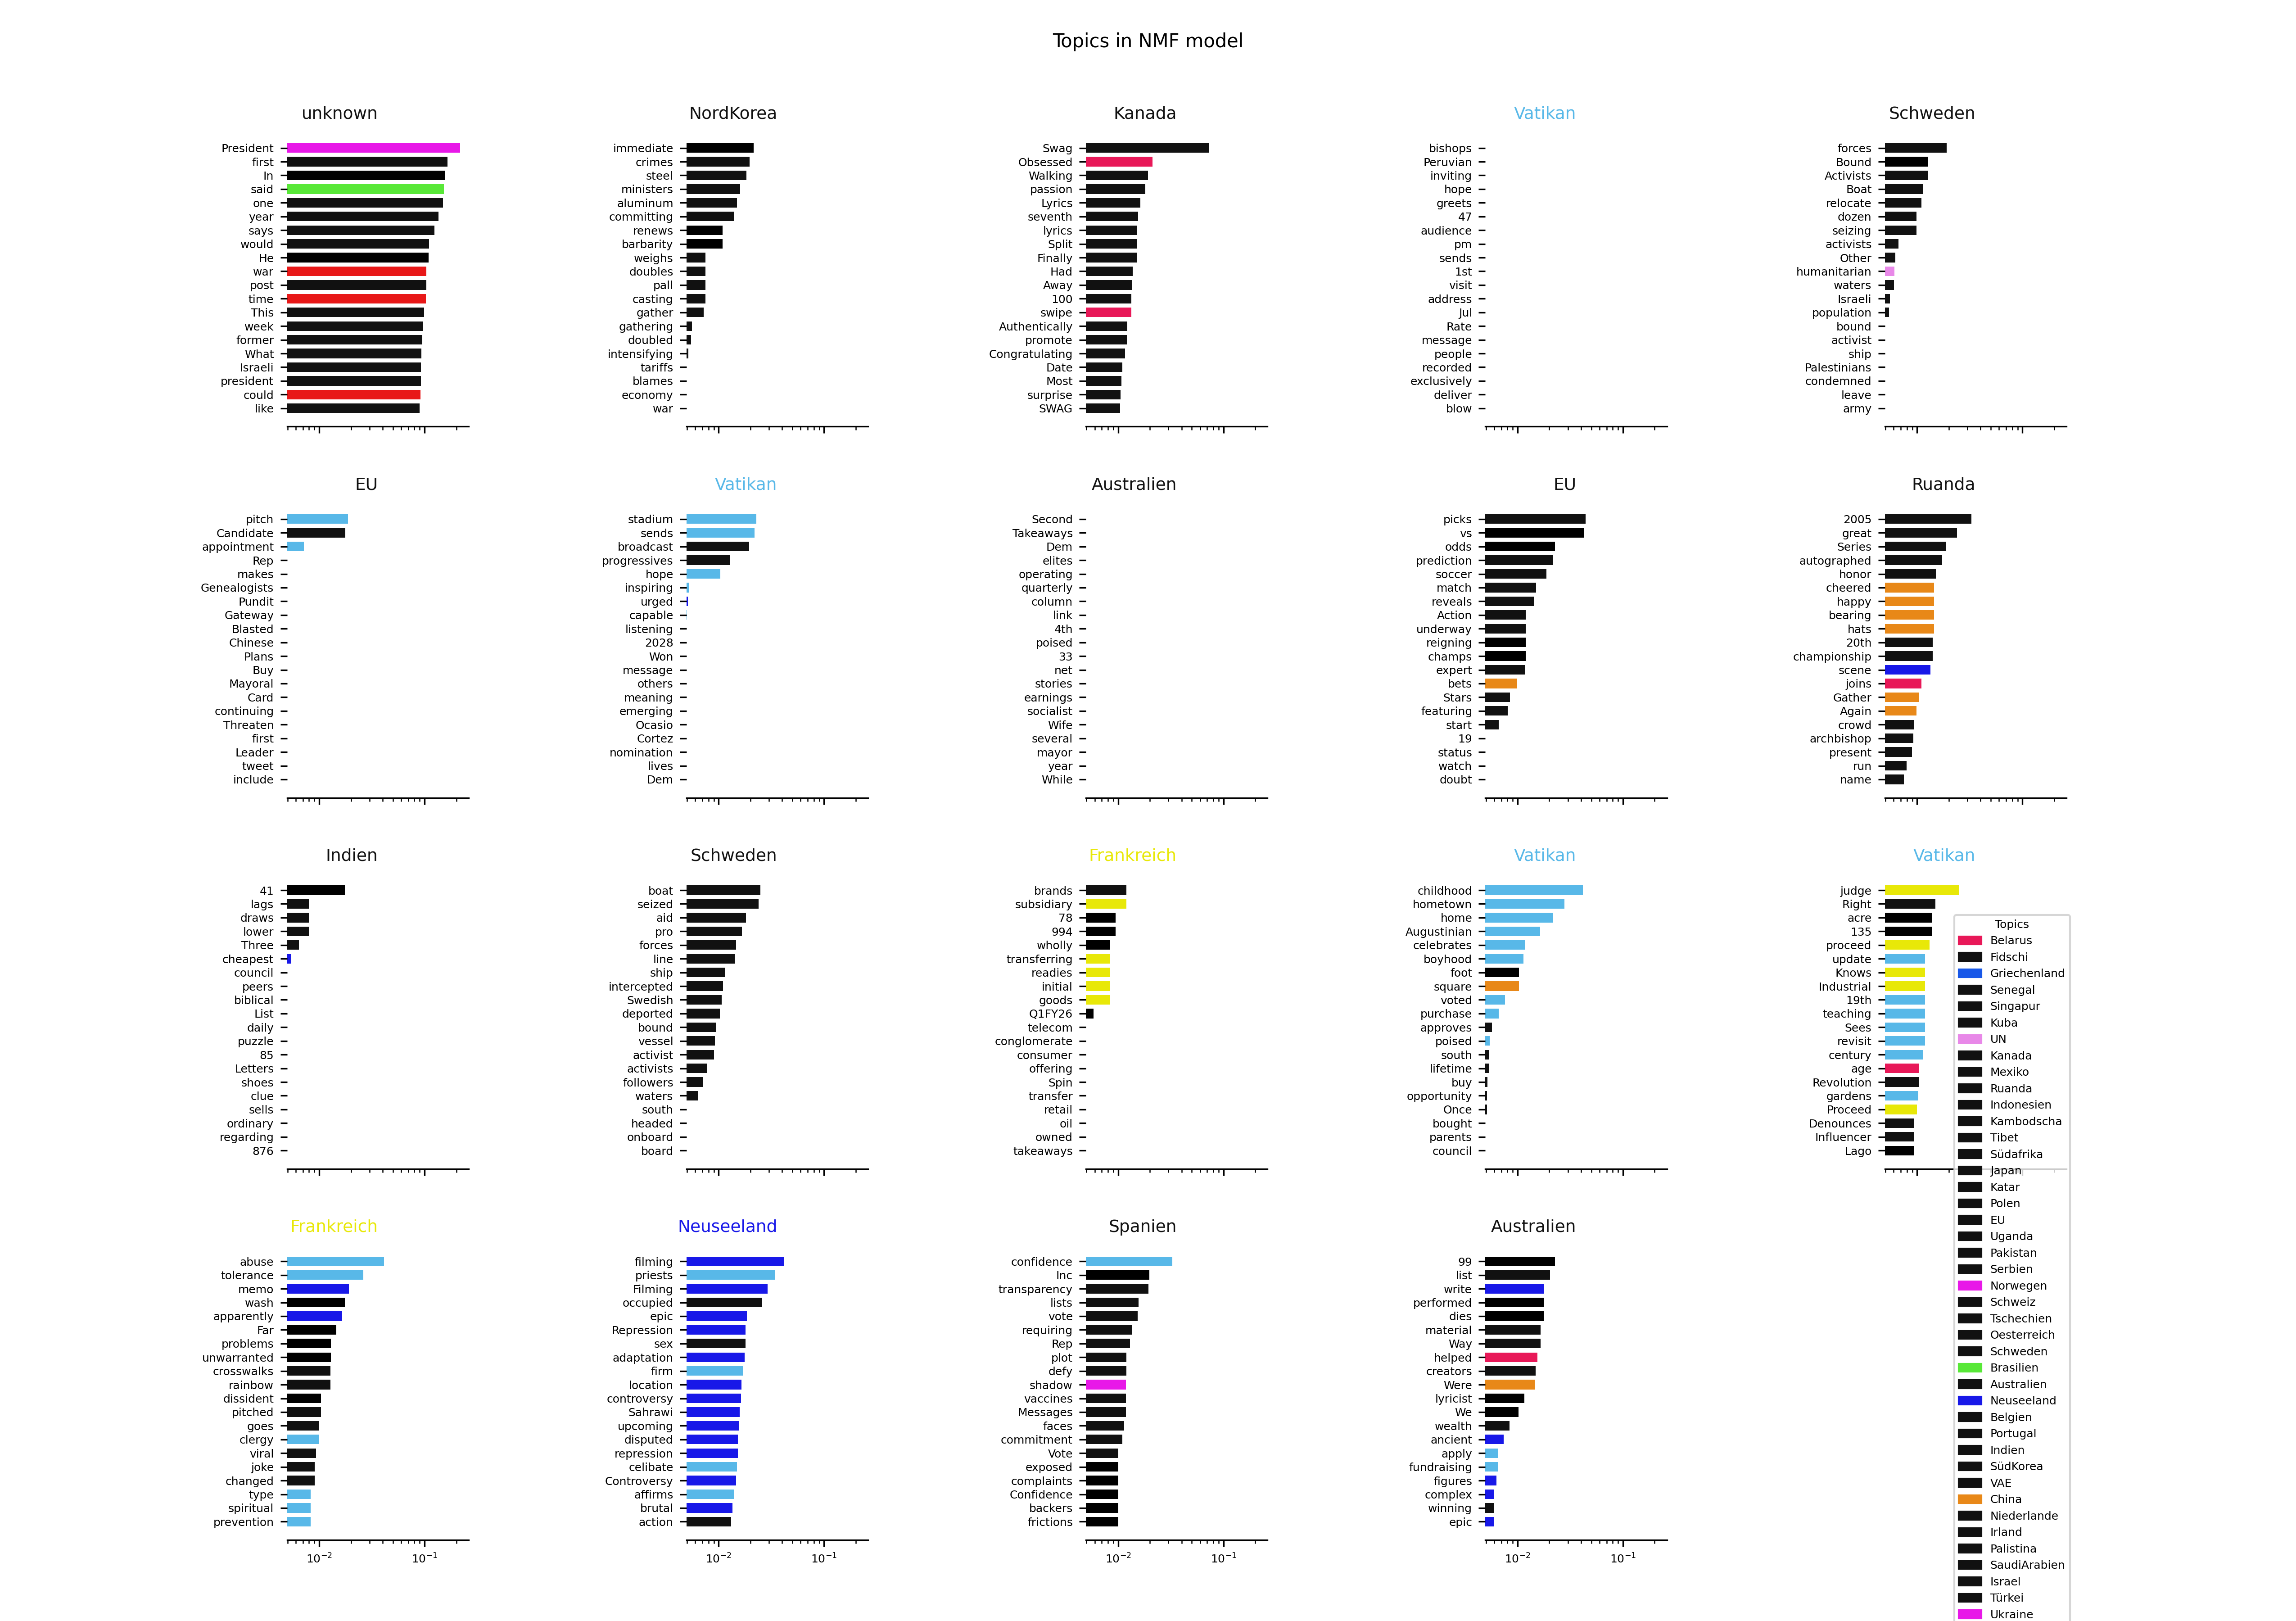 Topics in NMF model
unknown
President
first
In
said
one
year
says
would
He
war
post
time
This
week
former
What
Israeli
president
could
like
NordKorea
immediate
crimes
steel
ministers
aluminum
committing
renews
barbarity
weighs
doubles
pall
casting
gather
gathering
doubled
intensifying
tariffs
blames
economy
war
Kanada
Swag
Obsessed
Walking
passion
Lyrics
seventh
lyrics
Split
Finally
Had
Away
100
swipe
Authentically
promote
Congratulating
Date
Most
surprise
SWAG
Vatikan
bishops
Peruvian
inviting
hope
greets
47
audience
pm
sends
1st
visit
address
Jul
Rate
message
people
recorded
exclusively
deliver
blow
Schweden
forces
Bound
Activists
Boat
relocate
dozen
seizing
activists
Other
humanitarian
waters
Israeli
population
bound
activist
ship
Palestinians
condemned
leave
army
EU
pitch
Candidate
appointment
Rep
makes
Genealogists
Pundit
Gateway
Blasted
Chinese
Plans
Buy
Mayoral
Card
continuing
Threaten
first
Leader
tweet
include
Vatikan
stadium
sends
broadcast
progressives
hope
inspiring
urged
capable
listening
2028
Won
message
others
meaning
emerging
Ocasio
Cortez
nomination
lives
Dem
Australien
Second
Takeaways
Dem
elites
operating
quarterly
column
link
4th
poised
33
net
stories
earnings
socialist
Wife
several
mayor
year
While
EU
picks
vs
odds
prediction
soccer
match
reveals
Action
underway
reigning
champs
expert
bets
Stars
featuring
start
19
status
watch
doubt
Ruanda
2005
great
Series
autographed
honor
cheered
happy
bearing
hats
20th
championship
scene
joins
Gather
Again
crowd
archbishop
present
run
name
Indien
41
lags
draws
lower
Three
cheapest
council
peers
biblical
List
daily
puzzle
85
Letters
shoes
clue
sells
ordinary
regarding
876
Schweden
boat
seized
aid
pro
forces
line
ship
intercepted
Swedish
deported
bound
vessel
activist
activists
followers
waters
south
headed
onboard
board
Frankreich
brands
subsidiary
78
994
wholly
transferring
readies
initial
goods
Q1FY26
telecom
conglomerate
consumer
offering
Spin
transfer
retail
oil
owned
takeaways
Vatikan
childhood
hometown
home
Augustinian
celebrates
boyhood
foot
square
voted
purchase
approves
poised
south
lifetime
buy
opportunity
Once
bought
parents
council
Vatikan
judge
Right
acre
135
proceed
update
Knows
Industrial
19th
teaching
Sees
revisit
century
age
Revolution
gardens
Proceed
Denounces
Influencer
Lago
Frankreich
abuse
tolerance
memo
wash
apparently
Far
problems
unwarranted
crosswalks
rainbow
dissident
pitched
goes
clergy
viral
joke
changed
type
spiritual
prevention
10⁻² 10⁻¹
Neuseeland
filming
priests
Filming
occupied
epic
Repression
sex
adaptation
firm
location
controversy
Sahrawi
upcoming
disputed
repression
celibate
Controversy
affirms
brutal
action
10⁻² 10⁻¹
Spanien
confidence
Inc
transparency
lists
vote
requiring
Rep
plot
defy
shadow
vaccines
Messages
faces
commitment
Vote
exposed
complaints
Confidence
backers
frictions
10⁻² 10⁻¹
Australien
99
list
write
performed
dies
material
Way
helped
creators
Were
lyricist
We
wealth
ancient
apply
fundraising
figures
complex
winning
epic
10⁻² 10⁻¹
Topics
Belarus
Fidschi
Griechenland
Senegal
Singapur
Kuba
UN
Kanada
Mexiko
Ruanda
Indonesien
Kambodscha
Tibet
Südafrika
Japan
Katar
Polen
EU
Uganda
Pakistan
Serbien
Norwegen
Schweiz
Tschechien
Oesterreich
Schweden
Brasilien
Australien
Neuseeland
Belgien
Portugal
Indien
SüdKorea
VAE
China
Niederlande
Irland
Palistina
SaudiArabien
Israel
Türkei
Ukraine